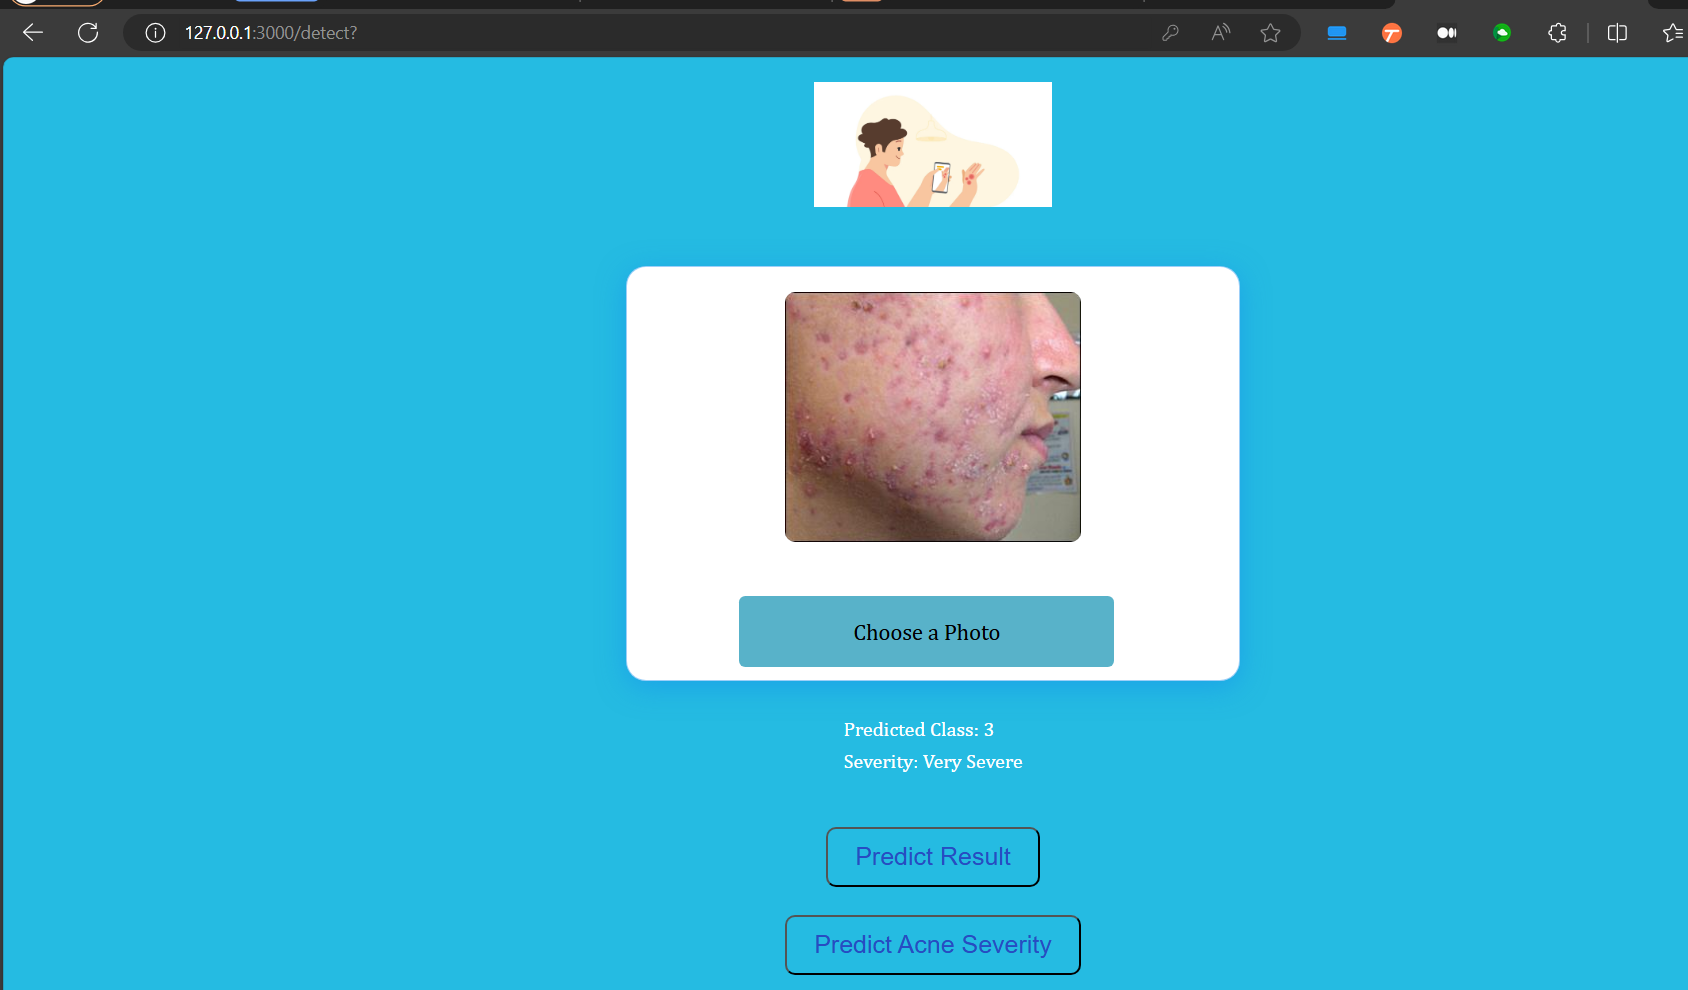 127.0.0.1:3000/detect?
Choose a Photo
Predicted Class: 3
Severity: Very Severe
Predict Result
Predict Acne Severity